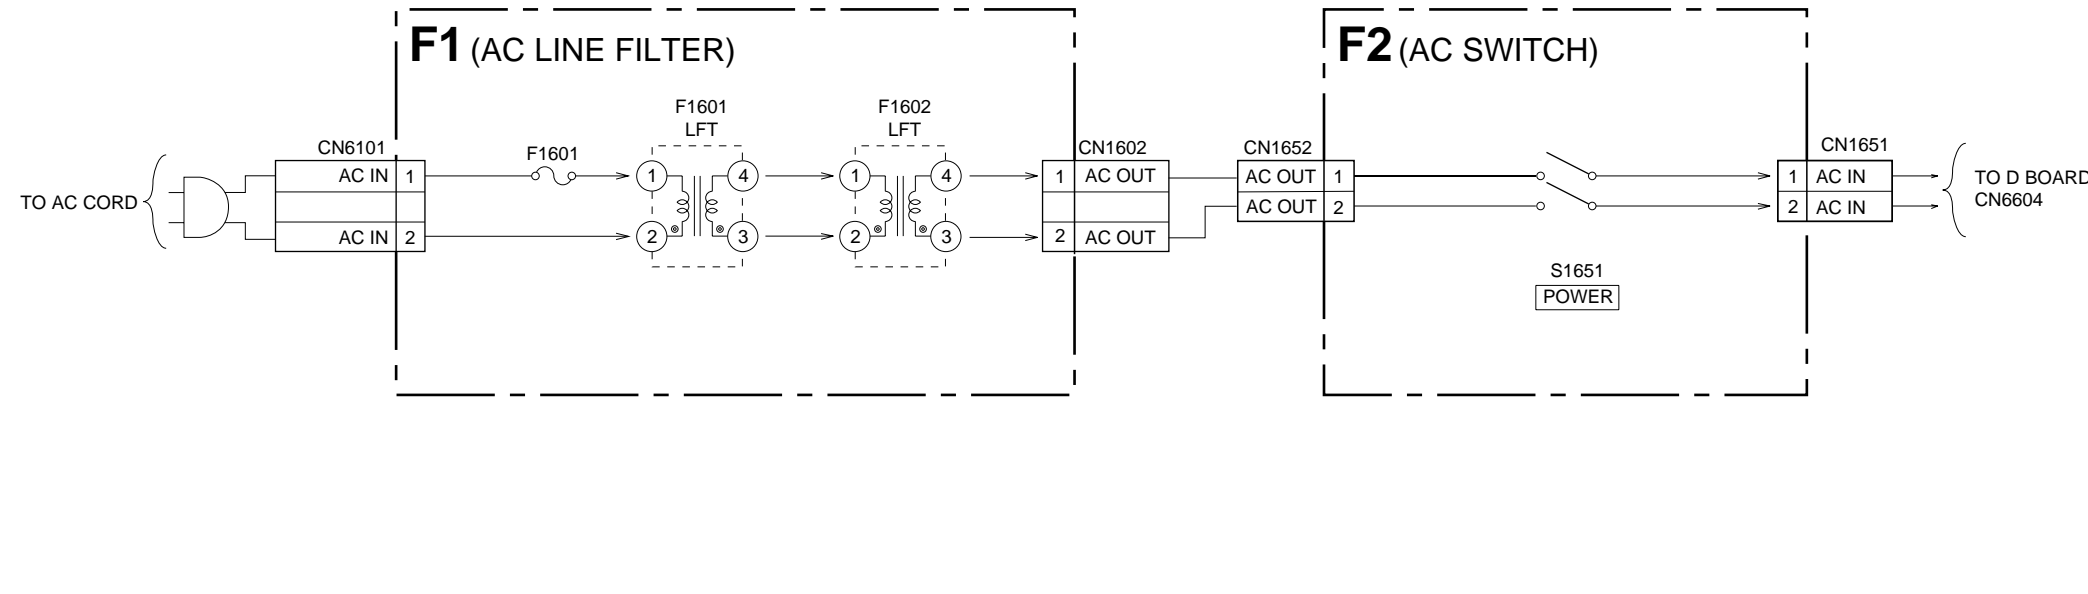 F1 (AC LINE FILTER)
F2 (AC SWITCH)
F1601
LFT
F1602
LFT
CN6101
F1601
CN1602
CN1652
CN1651
TO AC CORD
AC IN 1
AC IN 2
1 4
2 3
1 4
2 3
1 AC OUT
2 AC OUT
AC OUT 1
AC OUT 2
1 AC IN
2 AC IN
TO D BOARD
CN6604
S1651
POWER